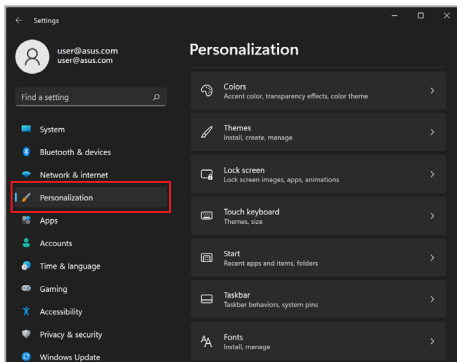 Settings
user@asus.com
user@asus.com
Find a setting
System
Bluetooth & devices
Network & internet
Personalization
Apps
Accounts
Time & language
Gaming
Accessibility
Privacy & security
Windows Update
Personalization
Colors
Accent color, transparency effects, color theme
Themes
Install, create, manage
Lock screen
Lock screen images, apps, animations
Touch keyboard
Themes, size
Start
Recent apps and items, folders
Taskbar
Taskbar behaviors, system pins
Fonts
Install, manage